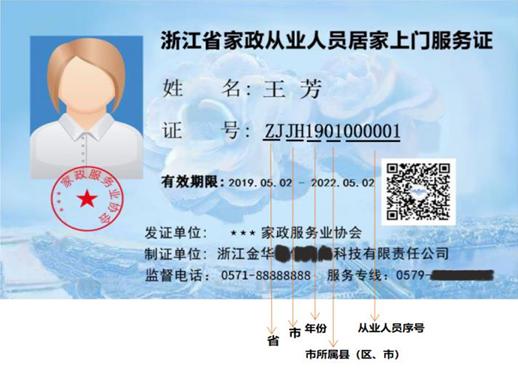 浙江省家政从业人员居家上门服务证
姓 名:王 芳
证 号:ZJJH1901000001
有效期限:2019.05.02 - 2022.05.02
家政服务业协会
发证单位: *** 家政服务业协会
制证单位:浙江金华科技有限责任公司
监督电话:0571-88888888 服务专线:0579-
省 市 年份 从业人员序号
市所属县(区、市)